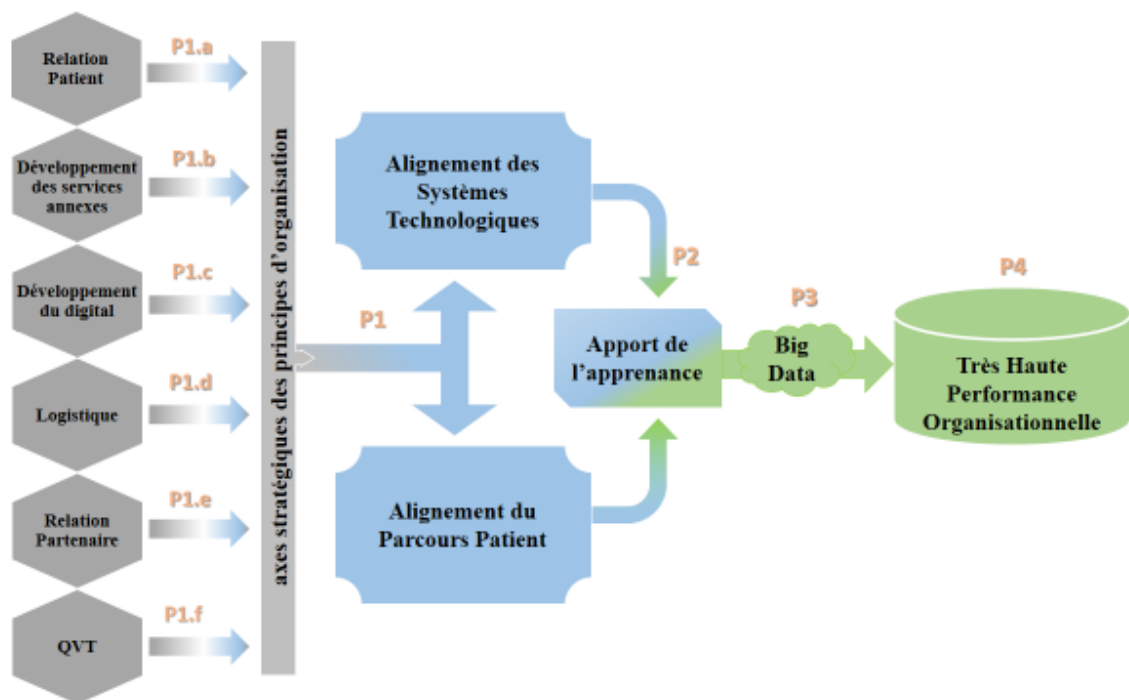 Relation
Patient
P1.a
Développement
des services
annexes
P1.b
Développement
du digital
P1.c
Logistique
P1.d
Relation
Partenaire
P1.e
QVT
P1.f
axes stratégiques des principes d'organisation
P1
Alignement des
Systèmes
Technologiques
Alignement du
Parcours Patient
P2
Apport de
l'apprenance
P3
Big
Data
P4
Très Haute
Performance
Organisationnelle